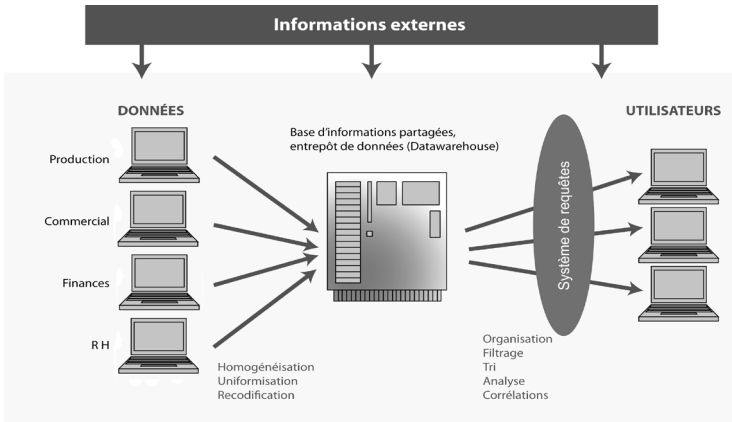 Informations externes
DONNÉES
UTILISATEURS
Base d'informations partagées,
entrepôt de données (Datawarehouse)
Production
Commercial
Finances
R H
Système de requêtes
Homogénéisation
Uniformisation
Recodification
Organisation
Filtrage
Tri
Analyse
Corrélations